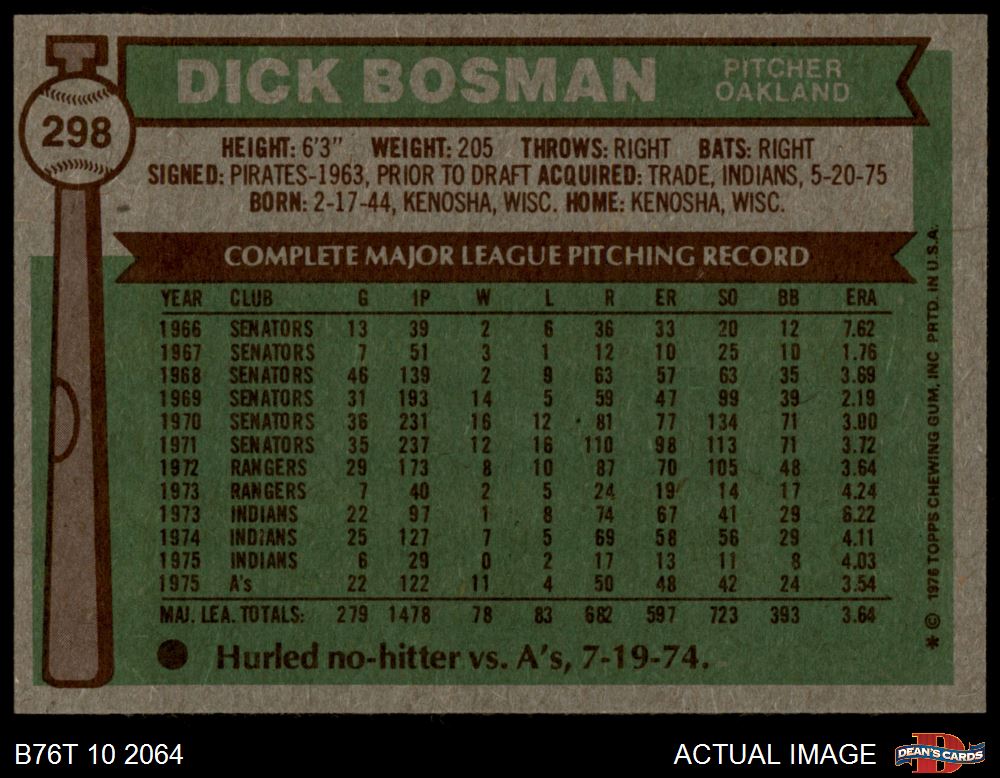 298
DICK BOSMAN
PITCHER
OAKLAND
HEIGHT: 6'3" WEIGHT: 205 THROWS: RIGHT BATS: RIGHT
SIGNED: PIRATES-1963, PRIOR TO DRAFT ACQUIRED: TRADE, INDIANS, 5-20-75
BORN: 2-17-44, KENOSHA, WISC. HOME: KENOSHA, WISC.
COMPLETE MAJOR LEAGUE PITCHING RECORD
YEAR CLUB G IP W L R ER SO BB ERA
1966 SENATORS 13 39 2 6 36 33 20 12 7.62
1967 SENATORS 7 51 3 1 12 10 25 10 1.76
1968 SENATORS 46 139 2 9 63 57 63 35 3.69
1969 SENATORS 31 193 14 5 59 47 99 39 2.19
1970 SENATORS 36 231 16 12 81 77 134 71 3.00
1971 SENATORS 35 237 12 16 110 98 113 71 3.72
1972 RANGERS 29 173 8 10 87 70 105 48 3.64
1973 RANGERS 7 40 2 5 24 19 14 17 4.24
1973 INDIANS 22 97 1 8 74 67 41 29 6.22
1974 INDIANS 25 127 7 5 69 58 56 29 4.11
1975 INDIANS 6 29 0 2 17 13 11 8 4.03
1975 A's 22 122 11 4 50 48 42 24 3.54
MAJ. LEA. TOTALS: 279 1478 78 83 682 597 723 393 3.64
Hurled no-hitter vs. A's, 7-19-74.
* © 1976 TOPPS CHEWING GUM, INC PRTD. IN U.S.A.
B76T 10 2064
ACTUAL IMAGE
DEAN'S CARDS